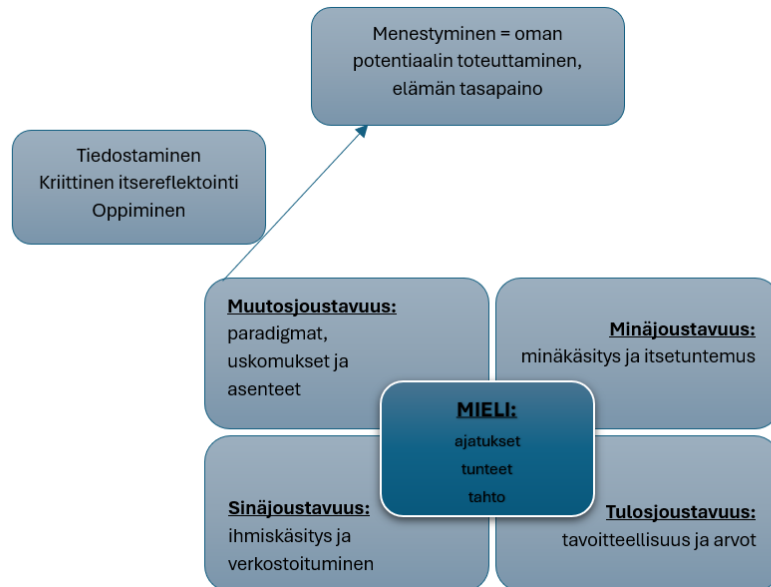 Menestyminen = oman
potentiaalin toteuttaminen,
elämän tasapaino
Tiedostaminen
Kriittinen itsereflektointi
Oppiminen
Muutosjoustavuus:
paradigmat,
uskomukset ja
asenteet
Minäjoustavuus:
minäkäsitys ja itsetuntemus
MIELI:
ajatukset
tunteet
tahto
Sinäjoustavuus:
ihmiskäsitys ja
verkostoituminen
Tulosjoustavuus:
tavoitteellisuus ja arvot